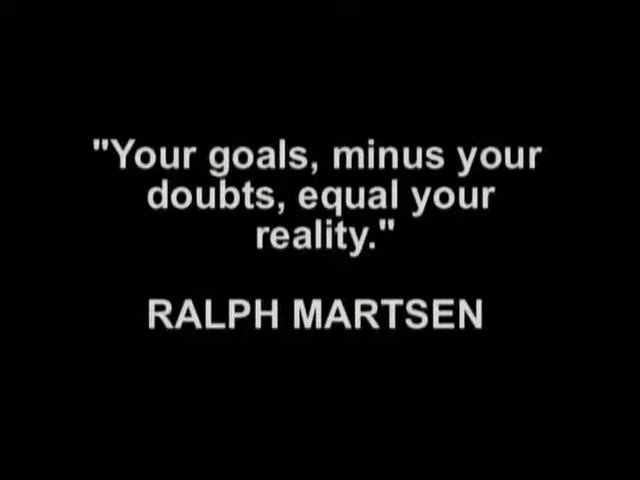 "Your goals, minus your
doubts, equal your
reality."
RALPH MARTSEN